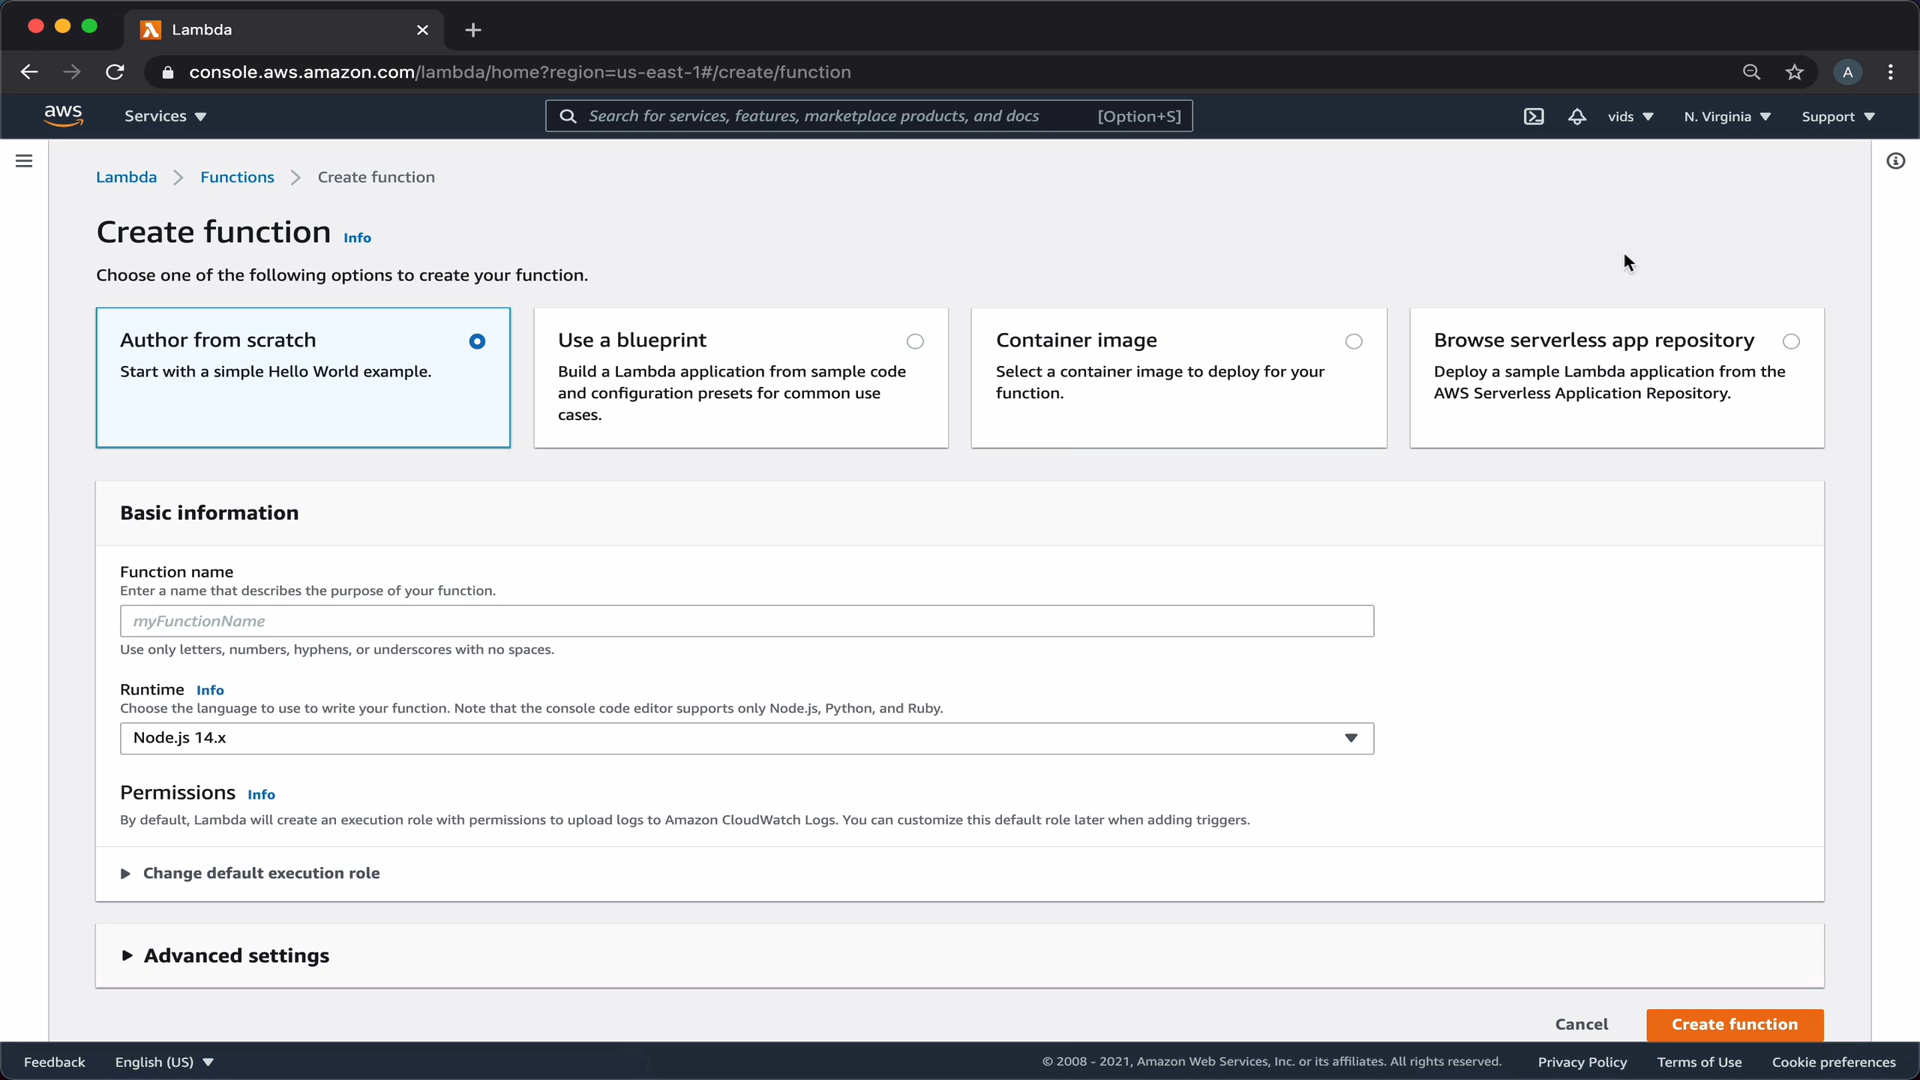 Lambda
console.aws.amazon.com/lambda/home?region=us-east-1#/create/function
A
aws
Services
Search for services, features, marketplace products, and docs [Option+S]
vids
N. Virginia
Support
Lambda > Functions > Create function
Create function Info
Choose one of the following options to create your function.
Author from scratch
Start with a simple Hello World example.
Use a blueprint
Build a Lambda application from sample code
and configuration presets for common use
cases.
Container image
Select a container image to deploy for your
function.
Browse serverless app repository
Deploy a sample Lambda application from the
AWS Serverless Application Repository.
Basic information
Function name
Enter a name that describes the purpose of your function.
myFunctionName
Use only letters, numbers, hyphens, or underscores with no spaces.
Runtime Info
Choose the language to use to write your function. Note that the console code editor supports only Node.js, Python, and Ruby.
Node.js 14.x
Permissions Info
By default, Lambda will create an execution role with permissions to upload logs to Amazon CloudWatch Logs. You can customize this default role later when adding triggers.
Change default execution role
Advanced settings
Cancel
Create function
Feedback
English (US)
© 2008 - 2021, Amazon Web Services, Inc. or its affiliates. All rights reserved.
Privacy Policy
Terms of Use
Cookie preferences